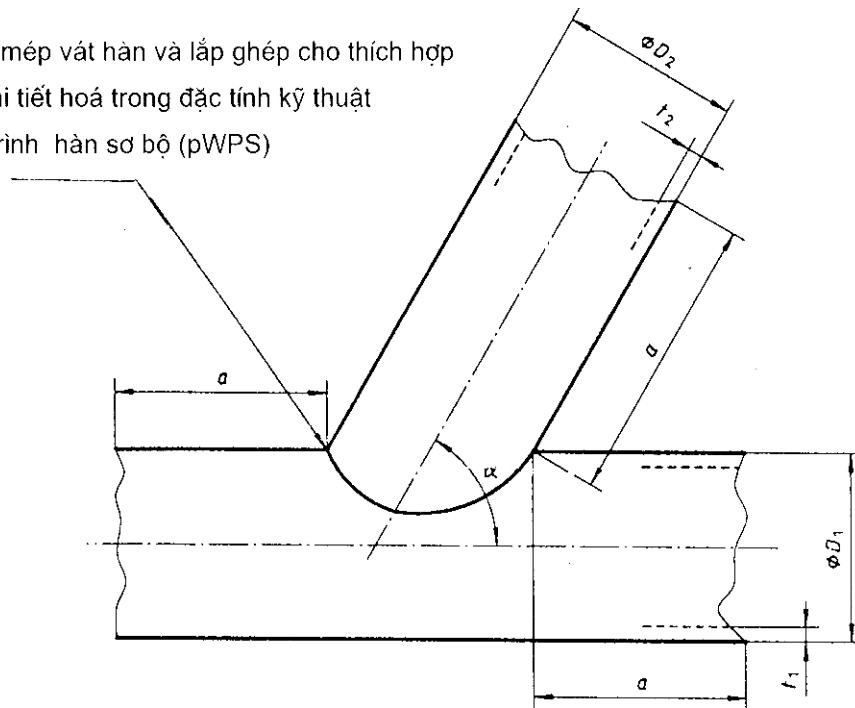 mép vát hàn và lắp ghép cho thích hợp
tiết hoá trong đặc tính kỹ thuật
hàn sơ bộ (pWPS)
ϕD₂
t₂
a
a
α
ϕD₁
t₁
a